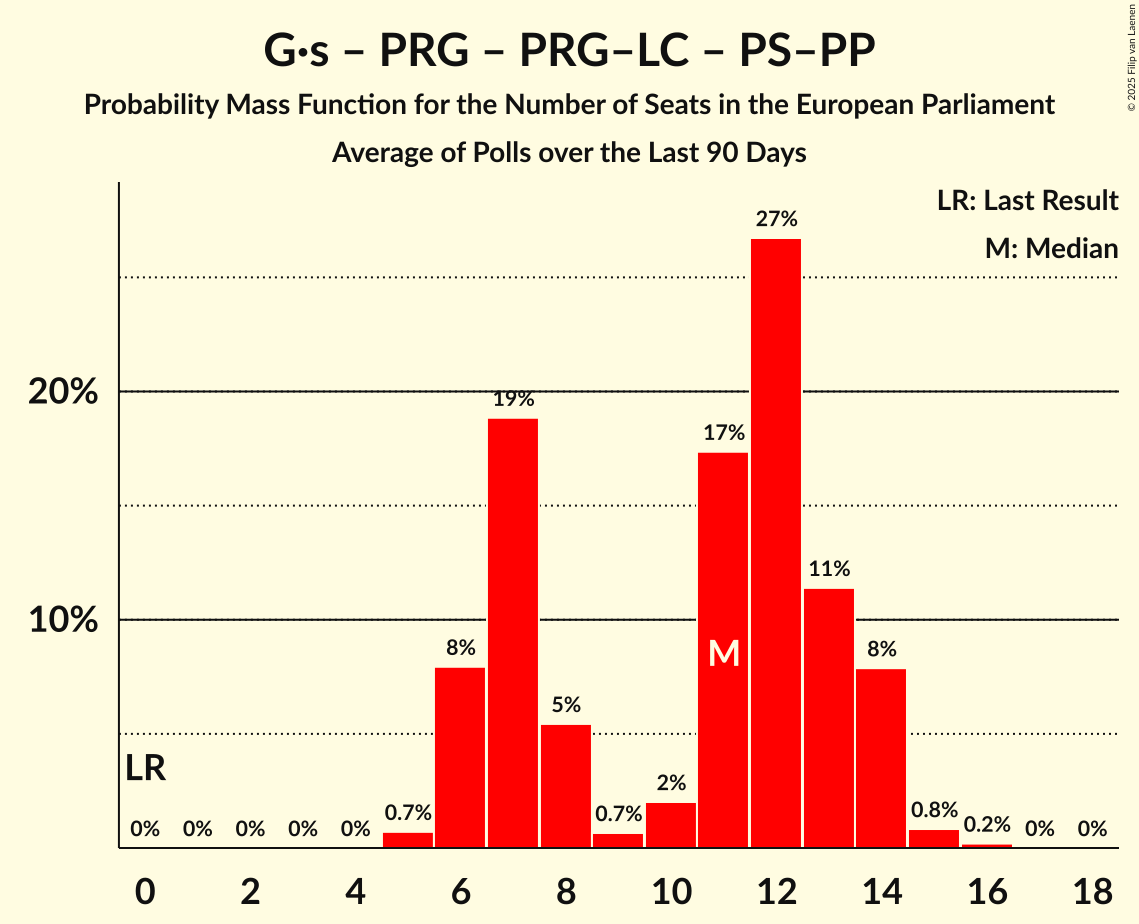 G·s – PRG – PRG–LC – PS–PP
Probability Mass Function for the Number of Seats in the European Parliament
Average of Polls over the Last 90 Days
© 2025 Filip van Laenen
LR: Last Result
M: Median
27%
20%
19%
17%
11%
10%
8%
M
8%
5%
LR
2%
0% 0% 0% 0% 0% 0.7% 0.7% 0.8% 0.2% 0% 0%
0 2 4 6 8 10 12 14 16 18